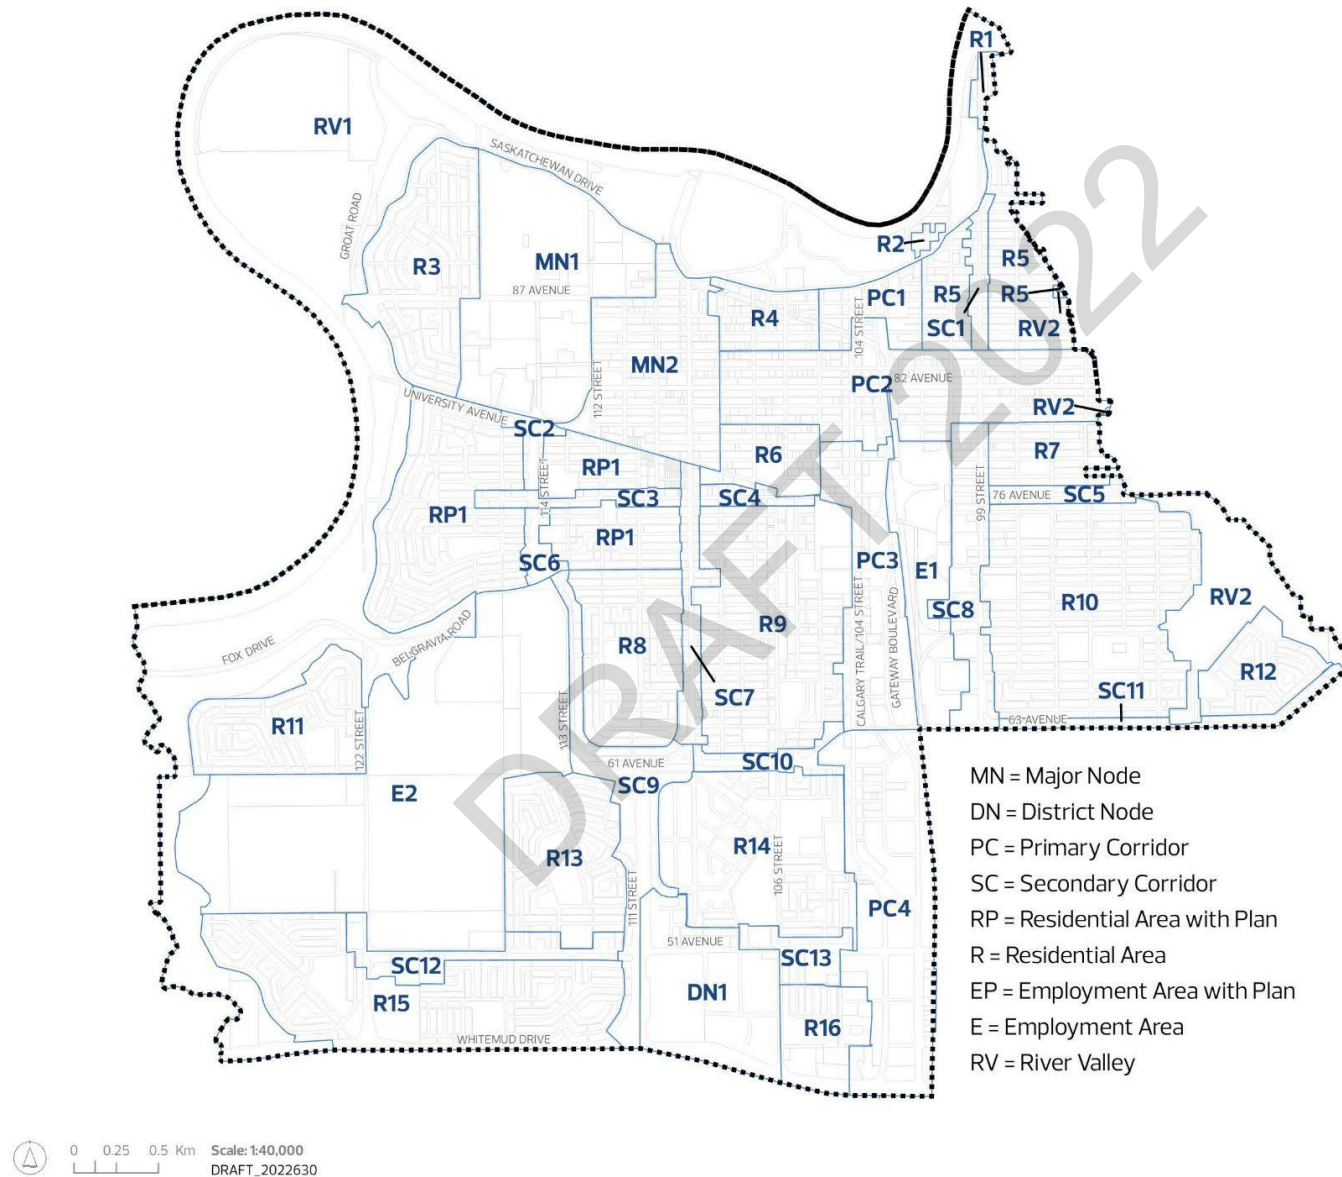 R1
RV1
SASKATCHEWAN DRIVE
GROAT ROAD
R2
R3
MN1
R5
87 AVENUE
PC1
R5
R5
R4
SC1
RV2
104 STREET
MN2
112 STREET
PC2
82 AVENUE
UNIVERSITY AVENUE
RV2
SC2
R6
R7
RP1
114 STREET
SC3
SC4
99 STREET
76 AVENUE
SC5
RP1
RP1
SC6
PC3
E1
RV2
R10
SC8
R9
BELGRAVIA ROAD
FOX DRIVE
R8
CALGARY TRAIL/104 STREET
GATEWAY BOULEVARD
R12
SC7
SC11
R11
122 STREET
113 STREET
63 AVENUE
61 AVENUE
SC10
SC9
E2
R14
R13
106 STREET
111 STREET
PC4
51 AVENUE
SC13
SC12
DN1
R15
R16
WHITEMUD DRIVE
DRAFT 2022
MN = Major Node
DN = District Node
PC = Primary Corridor
SC = Secondary Corridor
RP = Residential Area with Plan
R = Residential Area
EP = Employment Area with Plan
E = Employment Area
RV = River Valley
0 0.25 0.5 Km Scale: 1:40,000
DRAFT_2022630